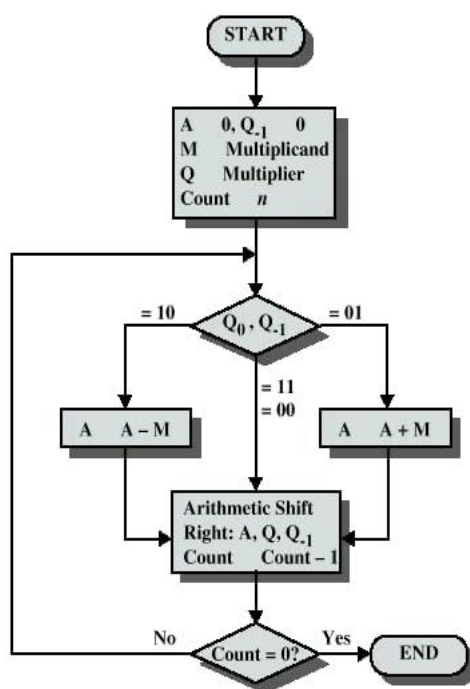 START
A 0, Q-1 0
M Multiplicand
Q Multiplier
Count n
= 10
Q0, Q-1
= 01
= 11
= 00
A A – M
A A + M
Arithmetic Shift
Right: A, Q, Q-1
Count Count – 1
No
Count = 0?
Yes
END